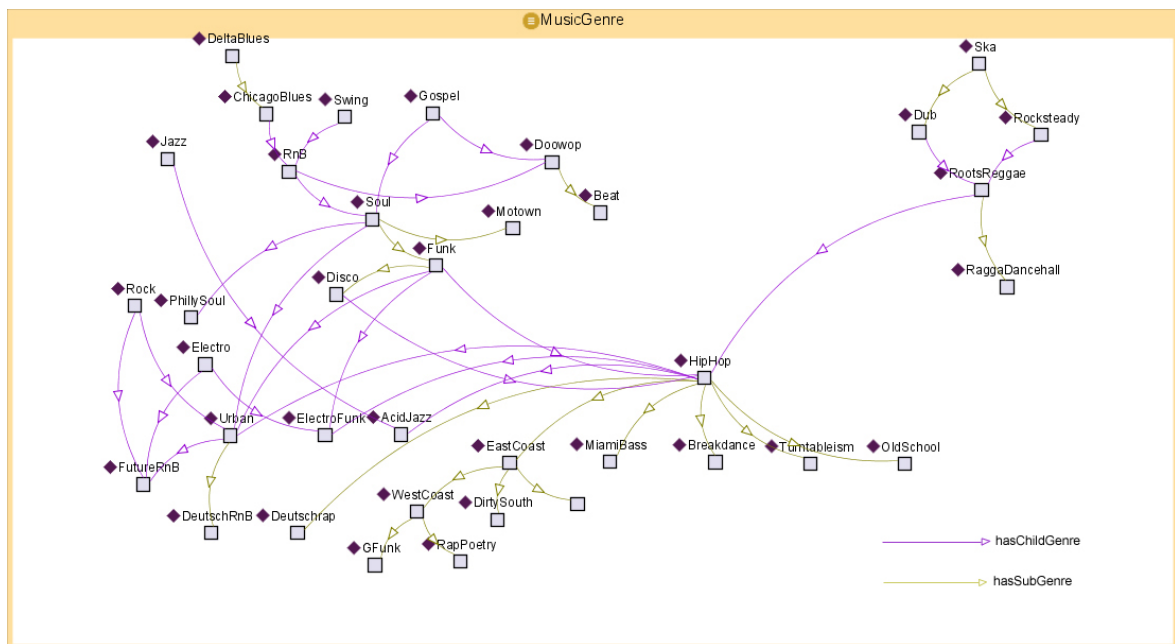 MusicGenre
DeltaBlues
Ska
ChicagoBlues
Swing
Gospel
Dub
Rocksteady
Jazz
RnB
Doowop
RootsReggae
Soul
Beat
Motown
Funk
Disco
RaggaDancehall
Rock
PhillySoul
Electro
HipHop
Urban
ElectroFunk
AcidJazz
EastCoast
MiamiBass
Breakdance
Turntableism
OldSchool
FutureRnB
WestCoast
DirtySouth
DeutschRnB
Deutschrap
GFunk
RapPoetry
hasChildGenre
hasSubGenre